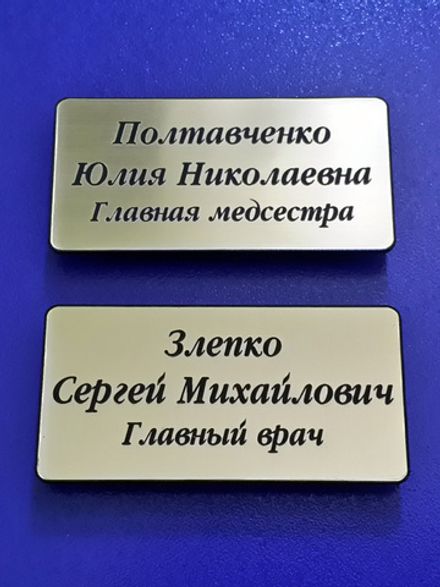 Полтавченко
Юлия Николаевна
Главная медсестра
Злепко
Сергей Михайлович
Главный врач